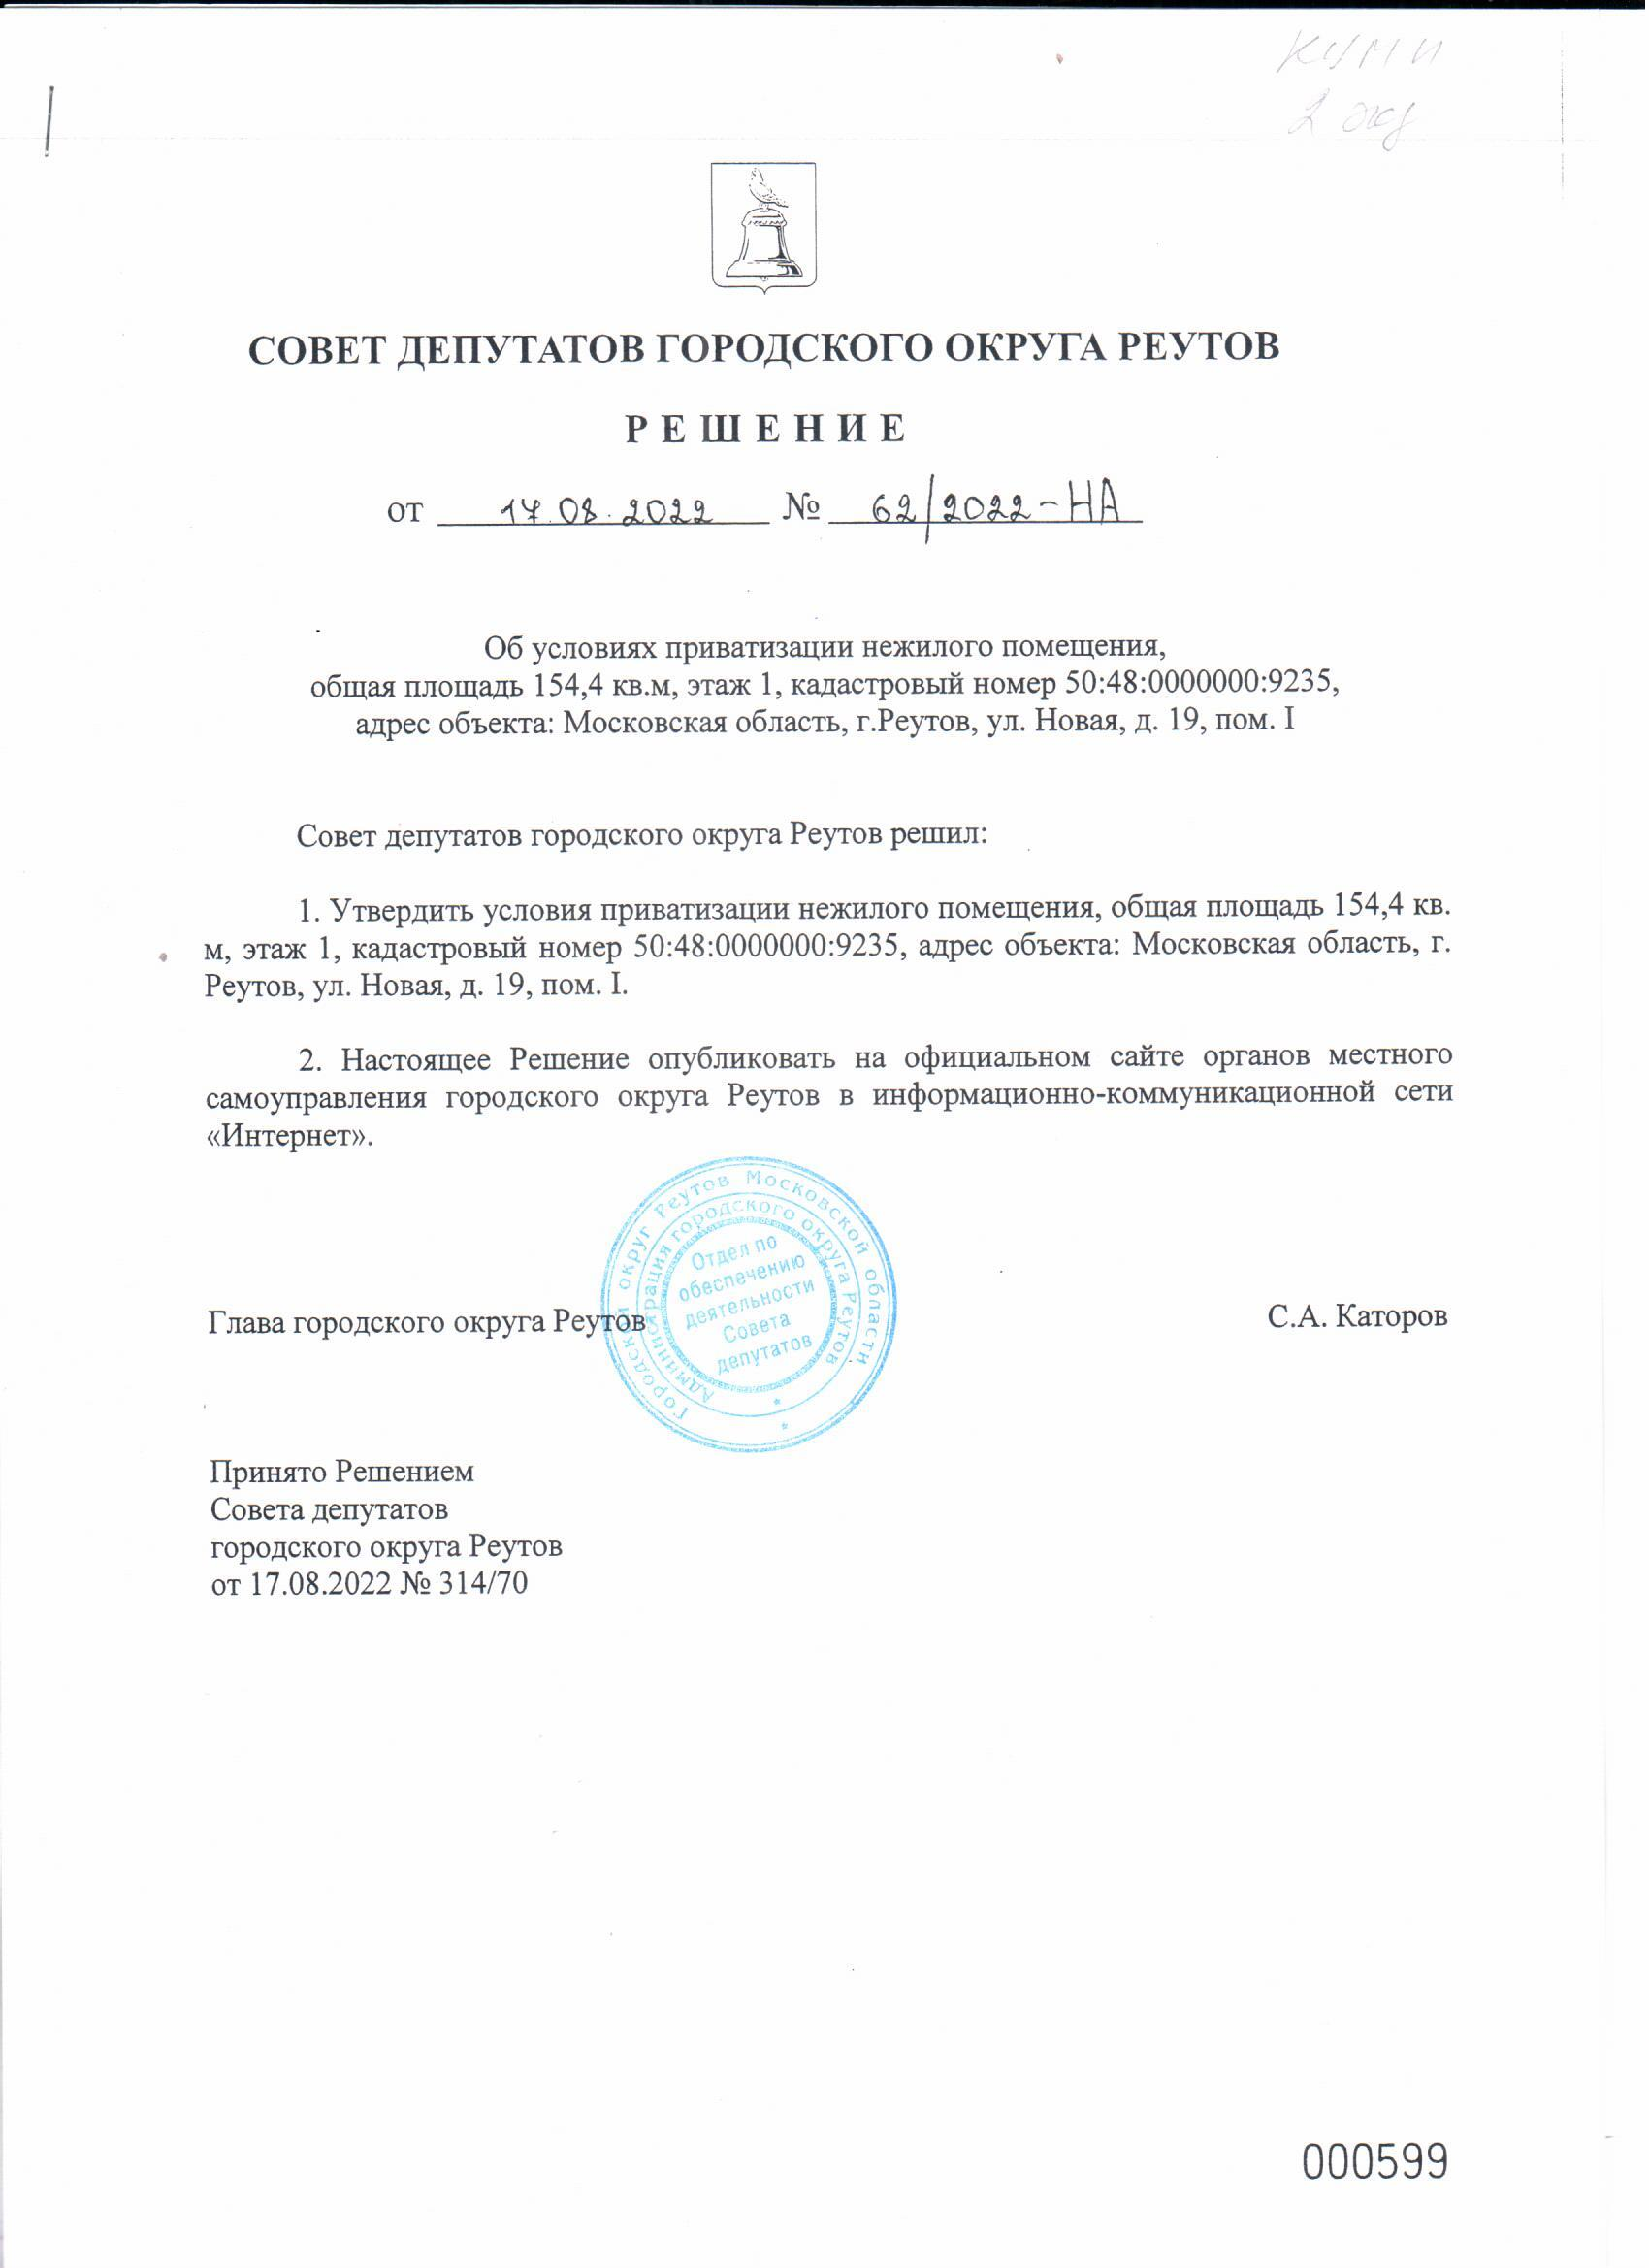 КУМИ
2 экз
СОВЕТ ДЕПУТАТОВ ГОРОДСКОГО ОКРУГА РЕУТОВ
Р Е Ш Е Н И Е
от 17.08.2022 № 62/2022-НА
Об условиях приватизации нежилого помещения,
общая площадь 154,4 кв.м, этаж 1, кадастровый номер 50:48:0000000:9235,
адрес объекта: Московская область, г.Реутов, ул. Новая, д. 19, пом. I
Совет депутатов городского округа Реутов решил:
1. Утвердить условия приватизации нежилого помещения, общая площадь 154,4 кв.
м, этаж 1, кадастровый номер 50:48:0000000:9235, адрес объекта: Московская область, г.
Реутов, ул. Новая, д. 19, пом. I.
2. Настоящее Решение опубликовать на официальном сайте органов местного
самоуправления городского округа Реутов в информационно-коммуникационной сети
«Интернет».
Городской округ Реутов Московской области
Администрация городского округа Реутов
Отдел по
обеспечению
деятельности
Совета
депутатов
Глава городского округа Реутов С.А. Каторов
Принято Решением
Совета депутатов
городского округа Реутов
от 17.08.2022 № 314/70
000599